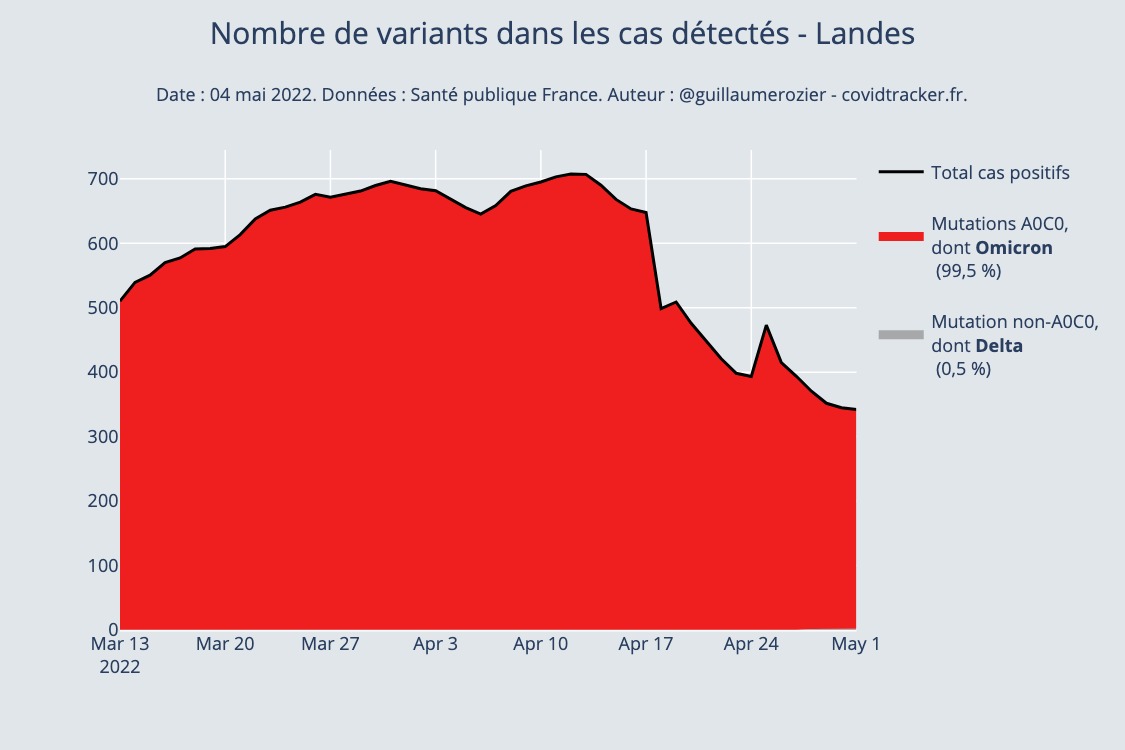 Nombre de variants dans les cas détectés - Landes
Date : 04 mai 2022. Données : Santé publique France. Auteur : @guillaumerozier - covidtracker.fr.
700
600
500
400
300
200
100
0
Mar 13
2022
Mar 20
Mar 27
Apr 3
Apr 10
Apr 17
Apr 24
May 1
Total cas positifs
Mutations A0C0,
dont Omicron
(99,5 %)
Mutation non-A0C0,
dont Delta
(0,5 %)